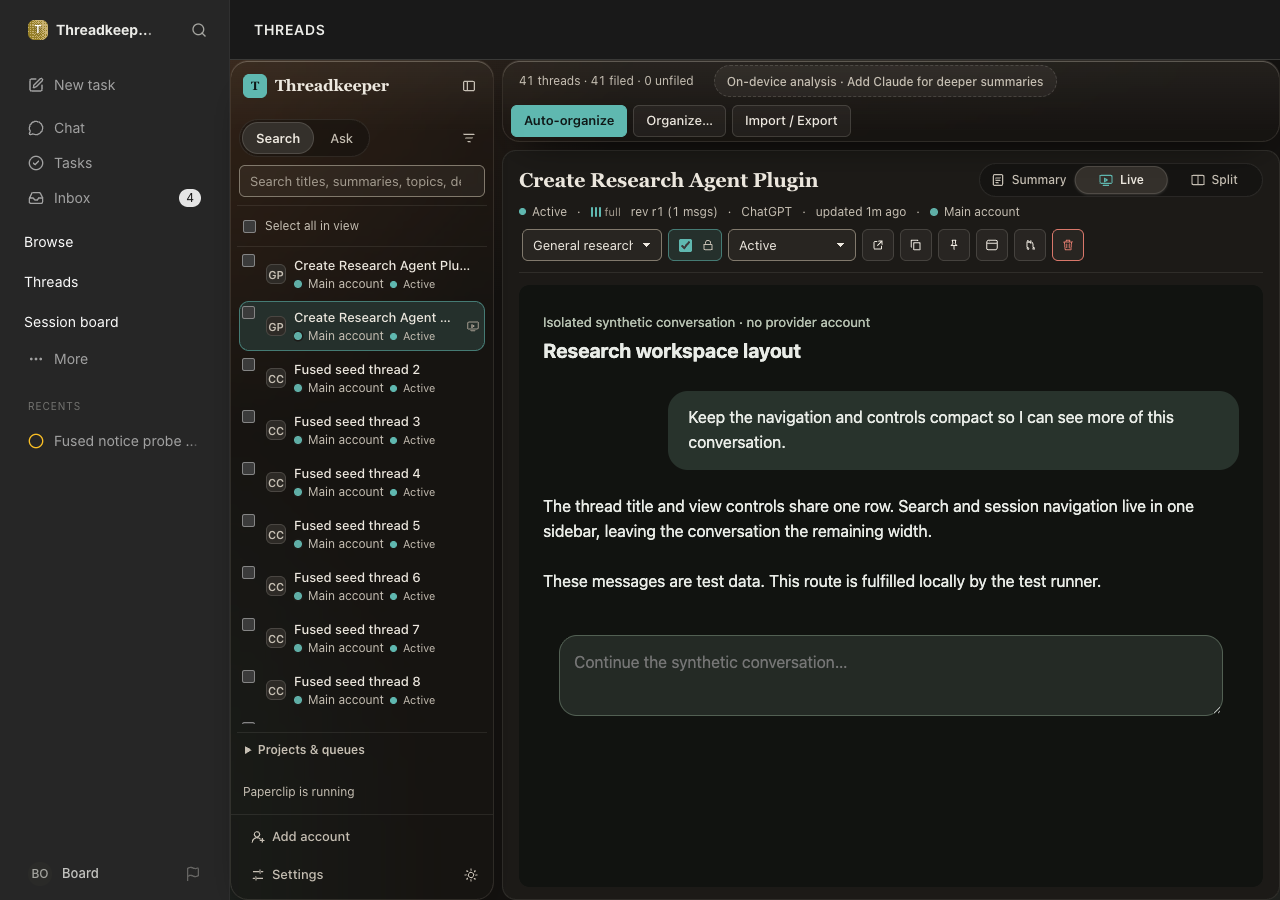 T
Threadkeep...
New task
Chat
Tasks
Inbox
4
Browse
Threads
Session board
More
RECENTS
Fused notice probe ...
BO
Board
THREADS
T
Threadkeeper
Search
Ask
Search titles, summaries, topics, de
Select all in view
GP
Create Research Agent Plu...
Main account
Active
GP
Create Research Agent ...
Main account
Active
CC
Fused seed thread 2
Main account
Active
CC
Fused seed thread 3
Main account
Active
CC
Fused seed thread 4
Main account
Active
CC
Fused seed thread 5
Main account
Active
CC
Fused seed thread 6
Main account
Active
CC
Fused seed thread 7
Main account
Active
CC
Fused seed thread 8
Main account
Active
Projects & queues
Paperclip is running
Add account
Settings
41 threads · 41 filed · 0 unfiled
On-device analysis · Add Claude for deeper summaries
Auto-organize
Organize...
Import / Export
Create Research Agent Plugin
Summary
Live
Split
Active · full rev r1 (1 msgs) · ChatGPT · updated 1m ago · Main account
General research
Active
Isolated synthetic conversation · no provider account
Research workspace layout
Keep the navigation and controls compact so I can see more of this
conversation.
The thread title and view controls share one row. Search and session navigation live in one
sidebar, leaving the conversation the remaining width.
These messages are test data. This route is fulfilled locally by the test runner.
Continue the synthetic conversation...